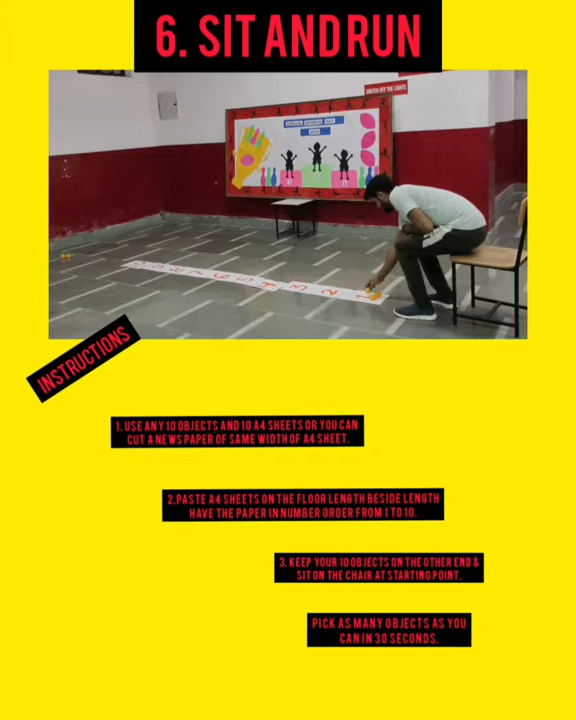 6. SIT AND RUN
SWITCH OFF THE LIGHTS
INSTRUCTIONS
1. USE ANY 10 OBJECTS AND 10 A4 SHEETS OR YOU CAN
CUT A NEWS PAPER OF SAME WIDTH OF A4 SHEET.
2.PASTE A4 SHEETS ON THE FLOOR LENGTH BESIDE LENGTH
HAVE THE PAPER IN NUMBER ORDER FROM 1 TO 10.
3. KEEP YOUR 10 OBJECTS ON THE OTHER END &
SIT ON THE CHAIR AT STARTING POINT.
PICK AS MANY OBJECTS AS YOU
CAN IN 30 SECONDS.